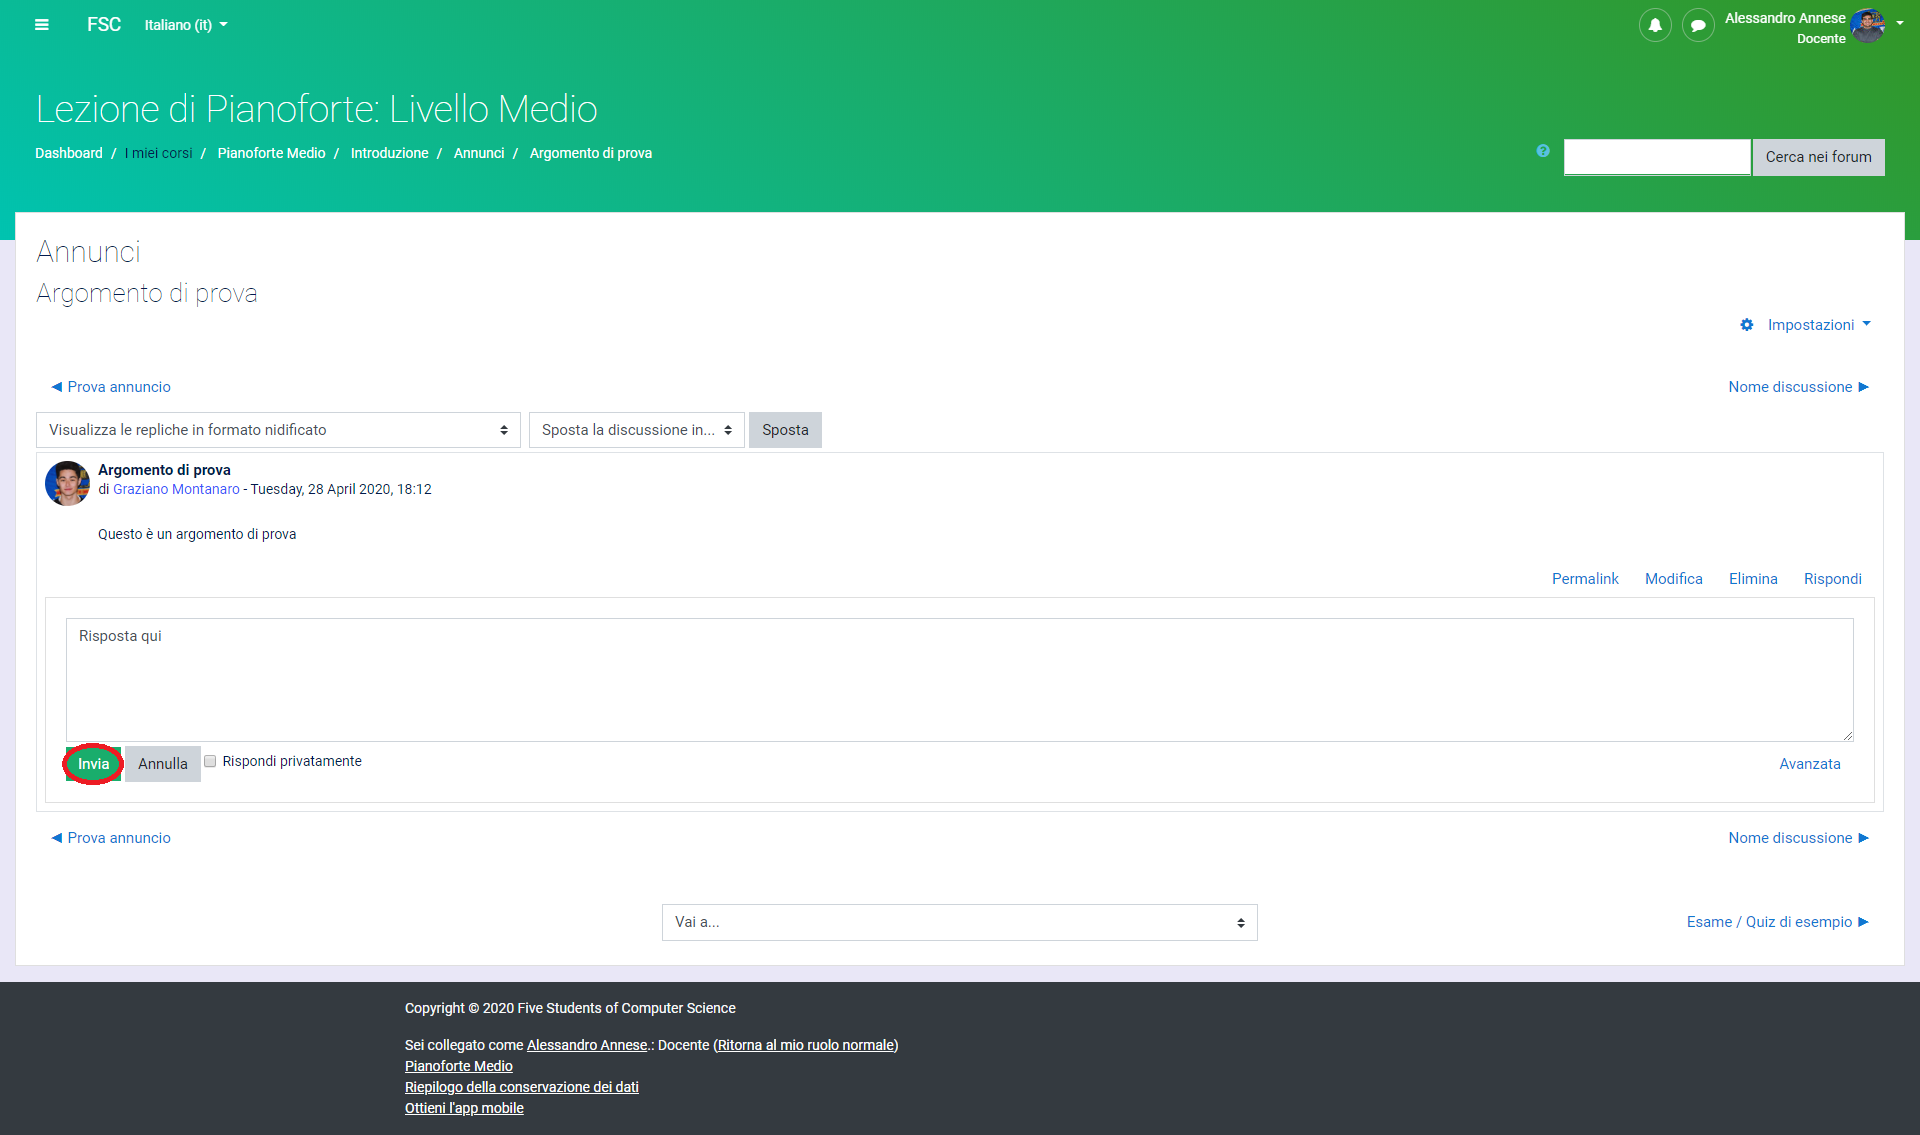 FSC Italiano (it)
Alessandro Annese
Docente
Lezione di Pianoforte: Livello Medio
Dashboard / I miei corsi / Pianoforte Medio / Introduzione / Annunci / Argomento di prova
Cerca nei forum
Annunci
Argomento di prova
Impostazioni
◀ Prova annuncio
Nome discussione ▶
Visualizza le repliche in formato nidificato
Sposta la discussione in...
Sposta
Argomento di prova
di Graziano Montanaro - Tuesday, 28 April 2020, 18:12
Questo è un argomento di prova
Permalink Modifica Elimina Rispondi
Risposta qui
Invia Annulla Rispondi privatamente
Avanzata
◀ Prova annuncio
Nome discussione ▶
Vai a...
Esame / Quiz di esempio ▶
Copyright © 2020 Five Students of Computer Science
Sei collegato come Alessandro Annese.: Docente (Ritorna al mio ruolo normale)
Pianoforte Medio
Riepilogo della conservazione dei dati
Ottieni l'app mobile